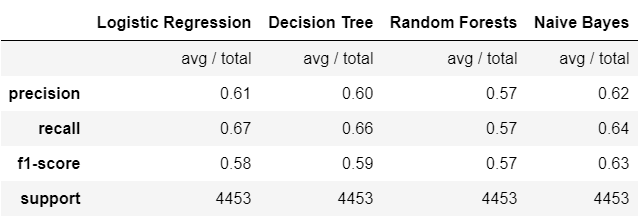 Logistic Regression Decision Tree Random Forests Naive Bayes
avg / total avg / total avg / total avg / total
precision 0.61 0.60 0.57 0.62
recall 0.67 0.66 0.57 0.64
f1-score 0.58 0.59 0.57 0.63
support 4453 4453 4453 4453